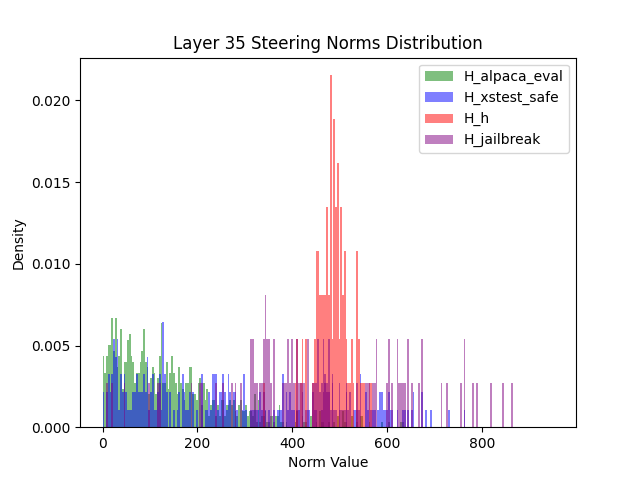 Layer 35 Steering Norms Distribution
H_alpaca_eval
H_xstest_safe
H_h
H_jailbreak
0.020
0.015
0.010
0.005
0.000
Density
0 200 400 600 800
Norm Value